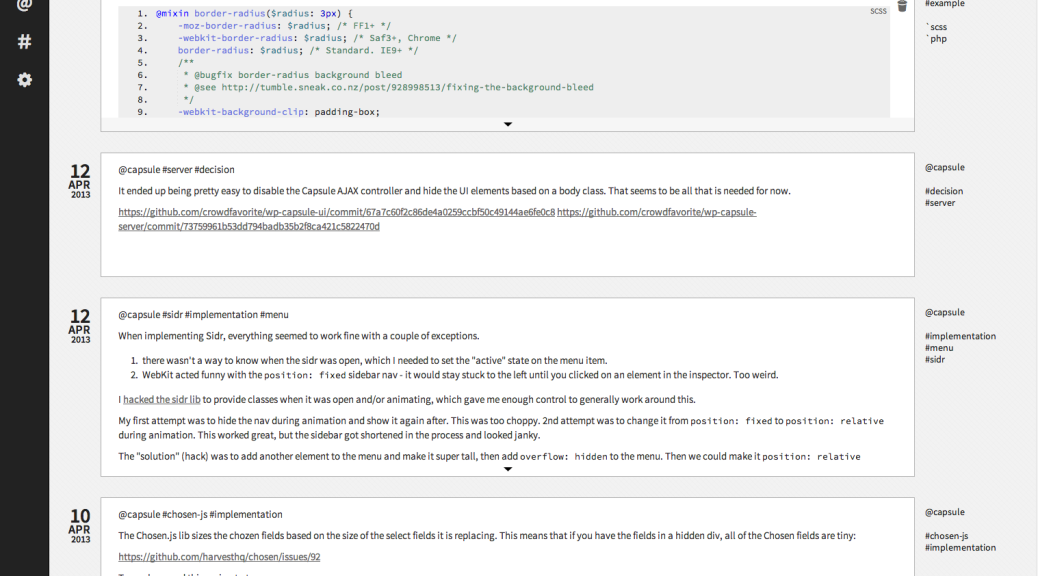 @
#
1. @mixin border-radius($radius: 3px) {
2. -moz-border-radius: $radius; /* FF1+ */
3. -webkit-border-radius: $radius; /* Saf3+, Chrome */
4. border-radius: $radius; /* Standard. IE9+ */
5. /**
6. * @bugfix border-radius background bleed
7. * @see http://tumble.sneak.co.nz/post/928998513/fixing-the-background-bleed
8. */
9. -webkit-background-clip: padding-box;
SCSS
#example
`scss
`php
12
APR
2013
@capsule #server #decision
It ended up being pretty easy to disable the Capsule AJAX controller and hide the UI elements based on a body class. That seems to be all that is needed for now.
https://github.com/crowdfavorite/wp-capsule-ui/commit/67a7c60f2c86de4a0259ccbf50c49144ae6fe0c8 https://github.com/crowdfavorite/wp-capsule-
server/commit/73759961b53dd794badb35b2f8ca421c5822470d
@capsule
#decision
#server
12
APR
2013
@capsule #sidr #implementation #menu
When implementing Sidr, everything seemed to work fine with a couple of exceptions.
1. there wasn't a way to know when the sidr was open, which I needed to set the "active" state on the menu item.
2. WebKit acted funny with the position: fixed sidebar nav - it would stay stuck to the left until you clicked on an element in the inspector. Too weird.
I hacked the sidr lib to provide classes when it was open and/or animating, which gave me enough control to generally work around this.
My first attempt was to hide the nav during animation and show it again after. This was too choppy. 2nd attempt was to change it from position: fixed to position: relative
during animation. This worked great, but the sidebar got shortened in the process and looked janky.
The "solution" (hack) was to add another element to the menu and make it super tall, then add overflow: hidden to the menu. Then we could make it position: relative
@capsule
#implementation
#menu
#sidr
10
APR
2013
@capsule #chosen-js #implementation
The Chosen.js lib sizes the chozen fields based on the size of the select fields it is replacing. This means that if you have the fields in a hidden div, all of the Chosen fields are tiny:
https://github.com/harvesthq/chosen/issues/92
@capsule
#chosen-js
#implementation